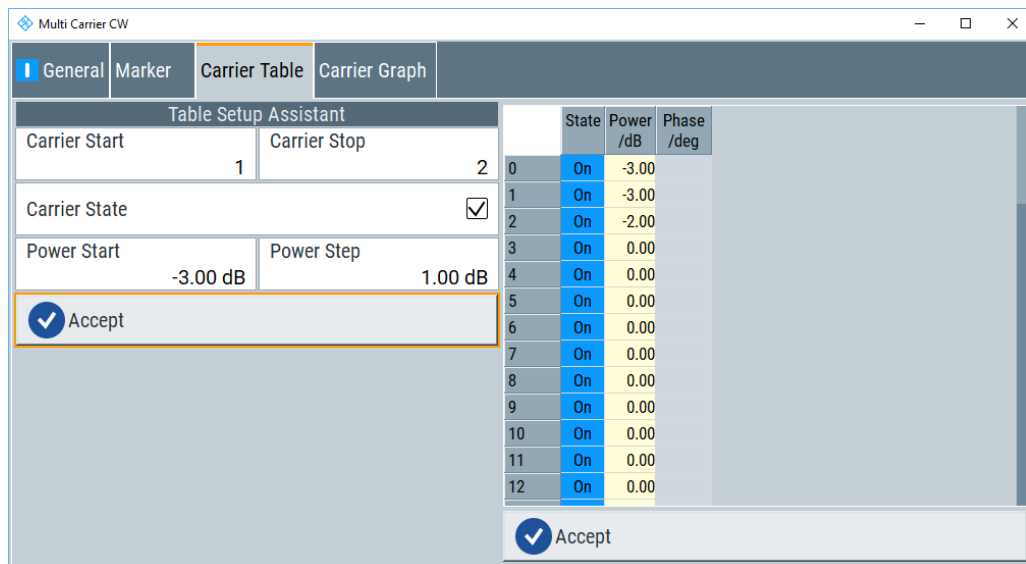 Multi Carrier CW
General Marker Carrier Table Carrier Graph
Table Setup Assistant
Carrier Start Carrier Stop
1 2
Carrier State
Power Start Power Step
-3.00 dB 1.00 dB
Accept
State Power /dB Phase /deg
0 On -3.00
1 On -3.00
2 On -2.00
3 On 0.00
4 On 0.00
5 On 0.00
6 On 0.00
7 On 0.00
8 On 0.00
9 On 0.00
10 On 0.00
11 On 0.00
12 On 0.00
Accept